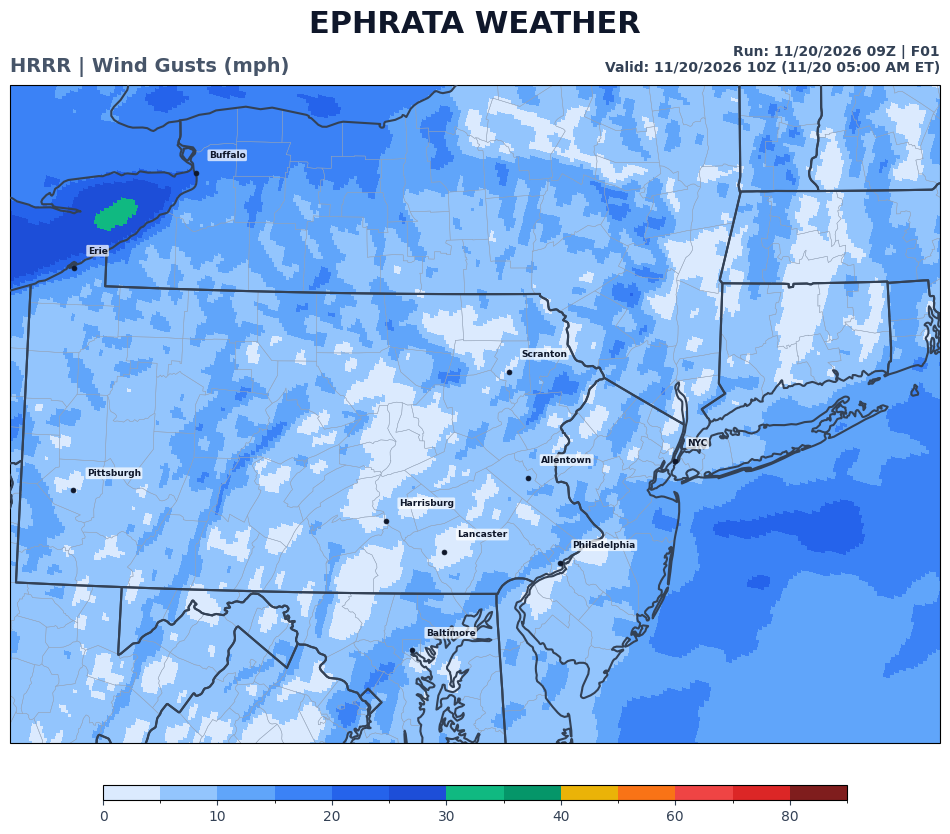 EPHRATA WEATHER
HRRR | Wind Gusts (mph)
Run: 11/20/2026 09Z | F01
Valid: 11/20/2026 10Z (11/20 05:00 AM ET)
Buffalo
Erie
Scranton
NYC
Allentown
Pittsburgh
Harrisburg
Lancaster
Philadelphia
Baltimore
0 10 20 30 40 50 60 70 80